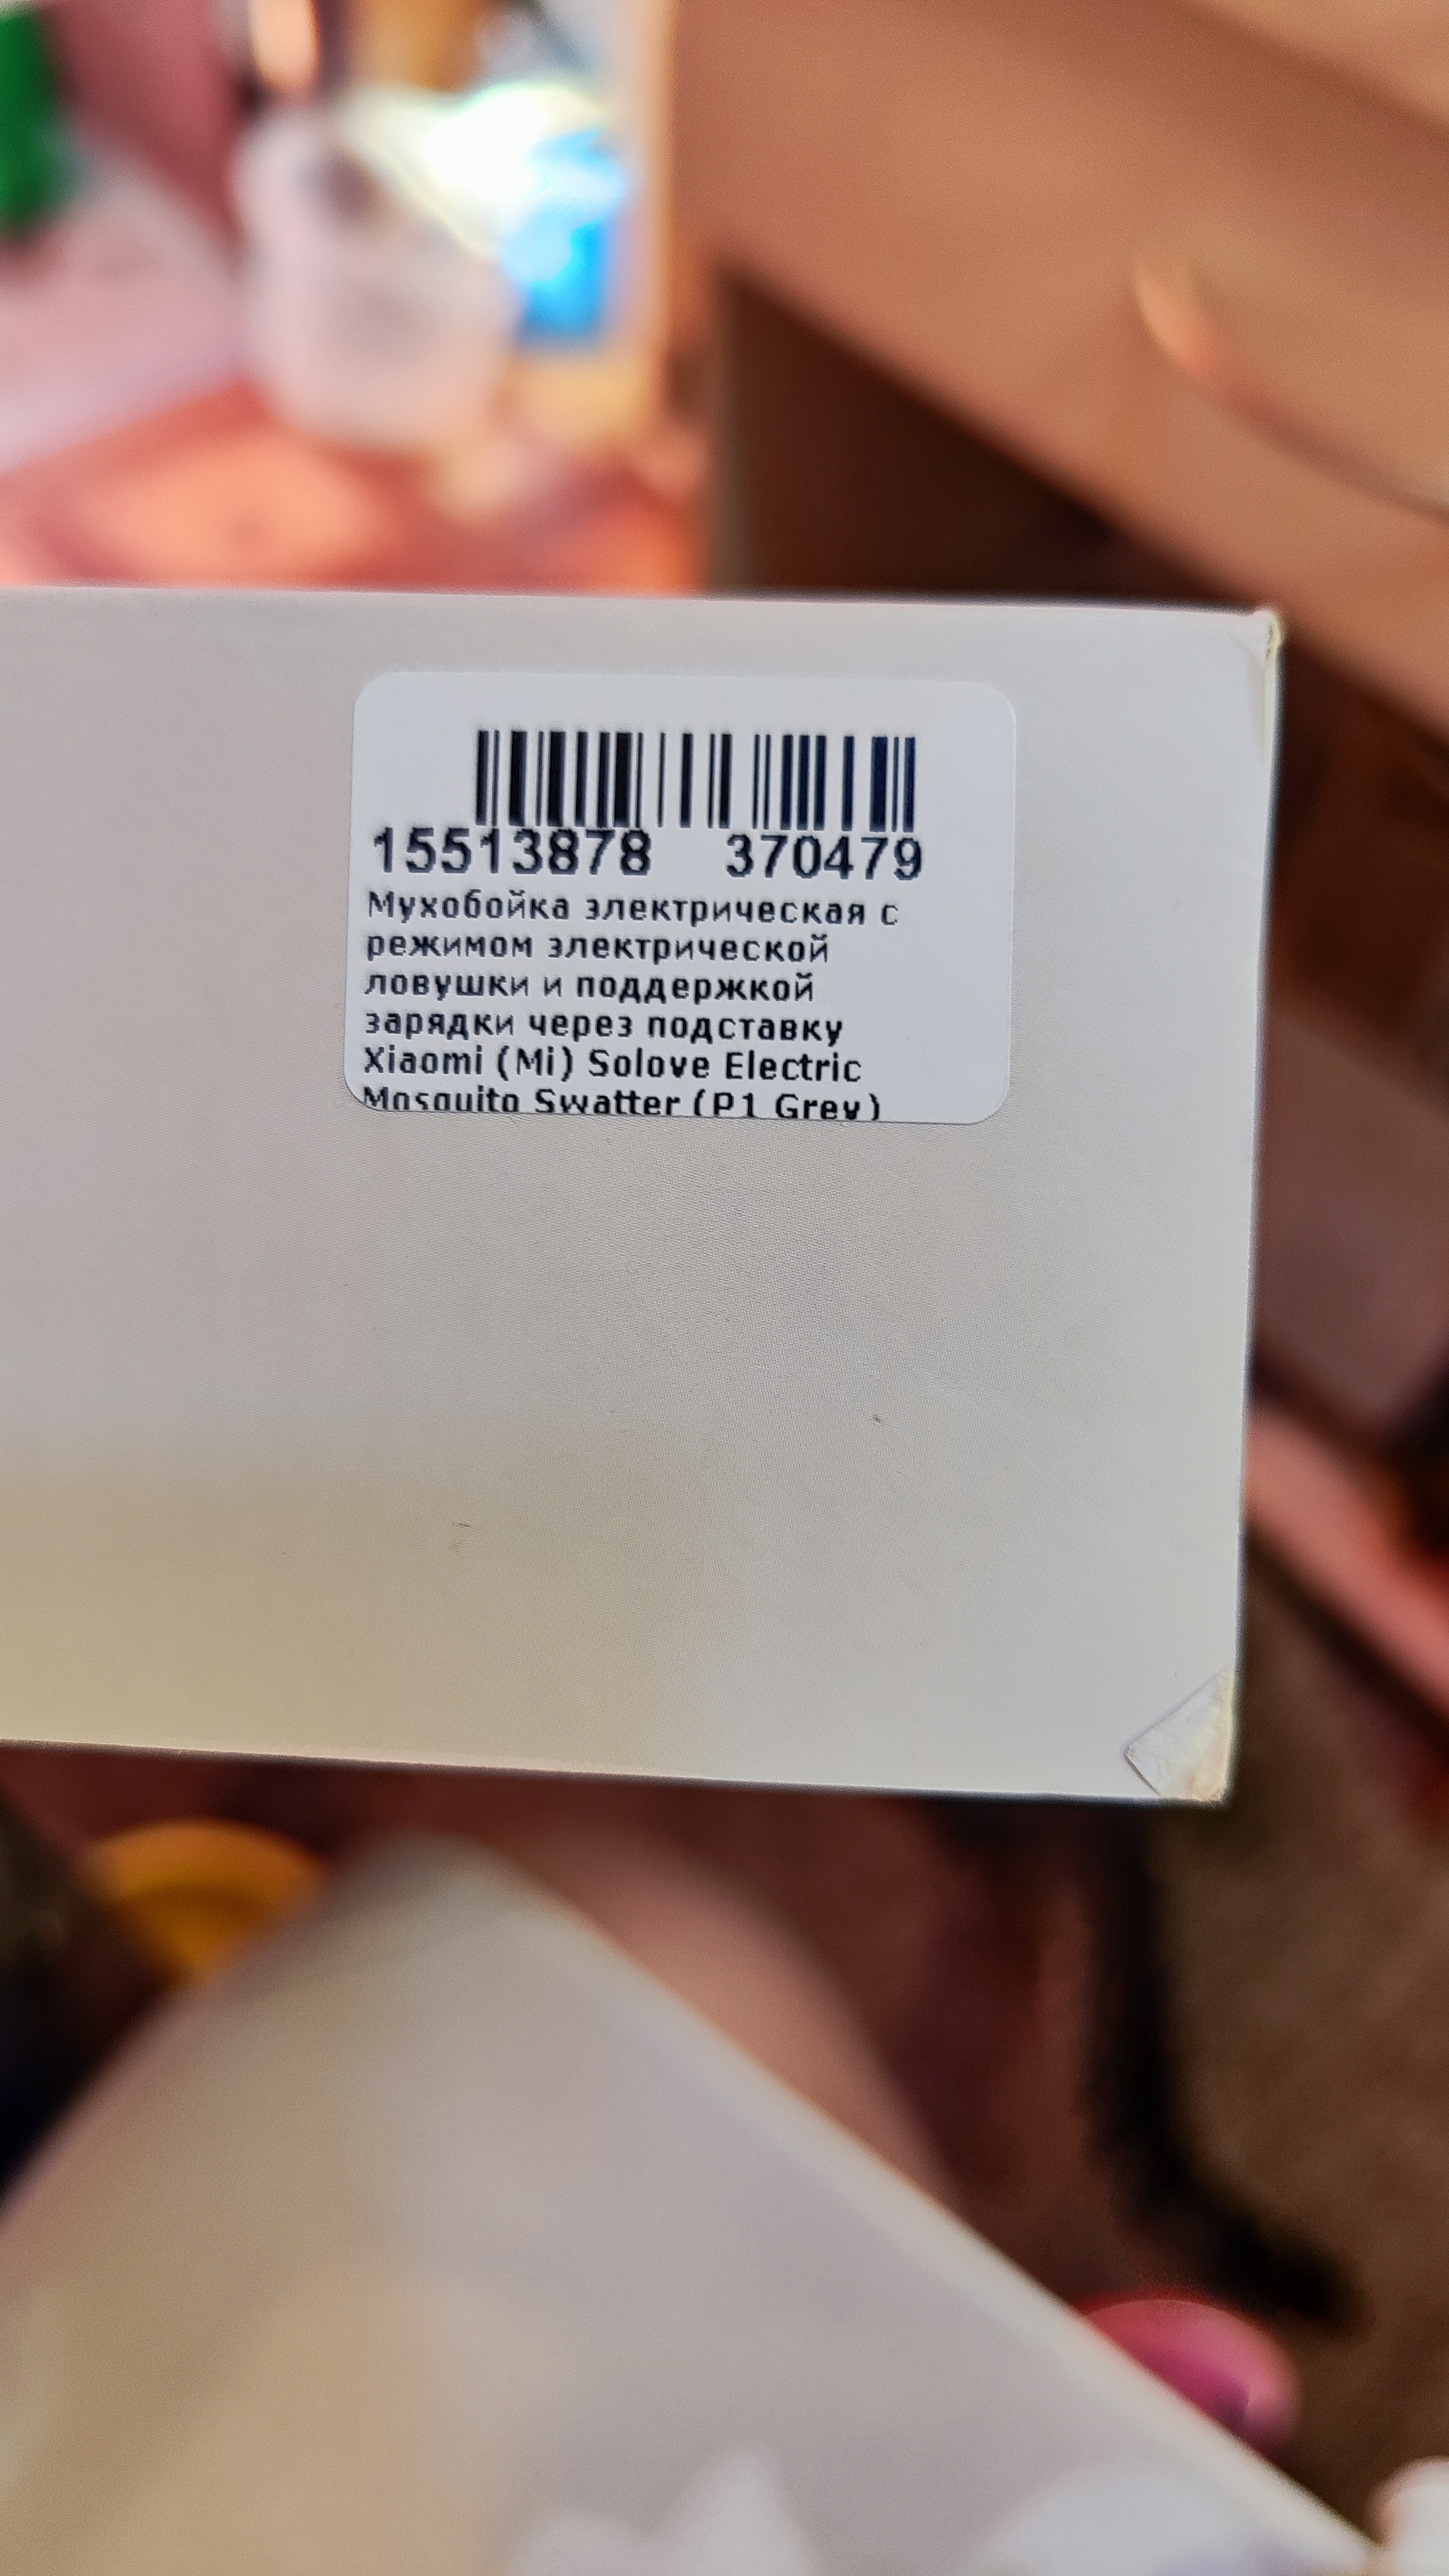 15513878 370479
Мухобойка электрическая с
режимом электрической
ловушки и поддержкой
зарядки через подставку
Xiaomi (Mi) Solove Electric
Mosquito Swatter (P1 Grey)